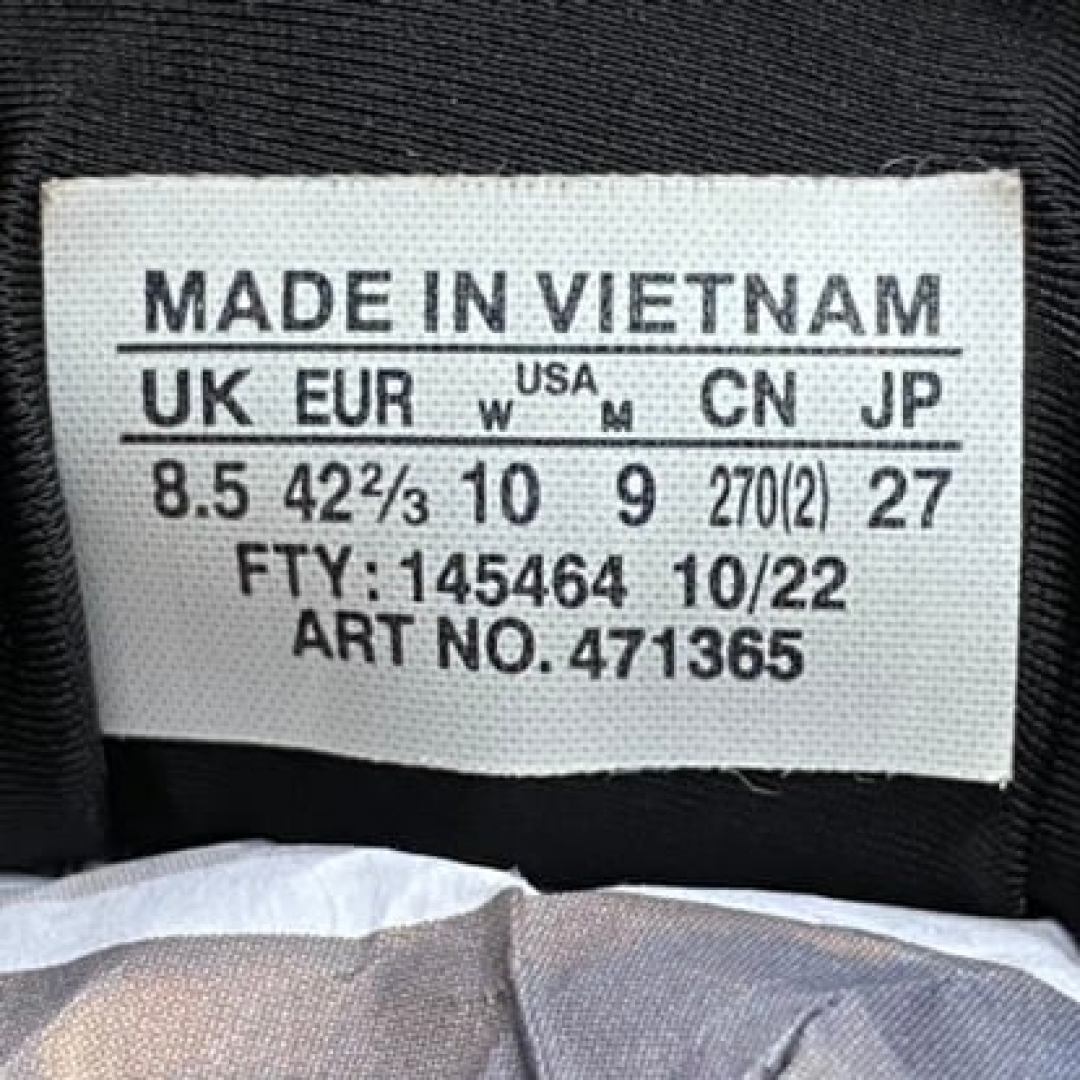 MADE IN VIETNAM
UK EUR W USA M CN JP
8.5 42⅔ 10 9 270(2) 27
FTY: 145464 10/22
ART NO. 471365